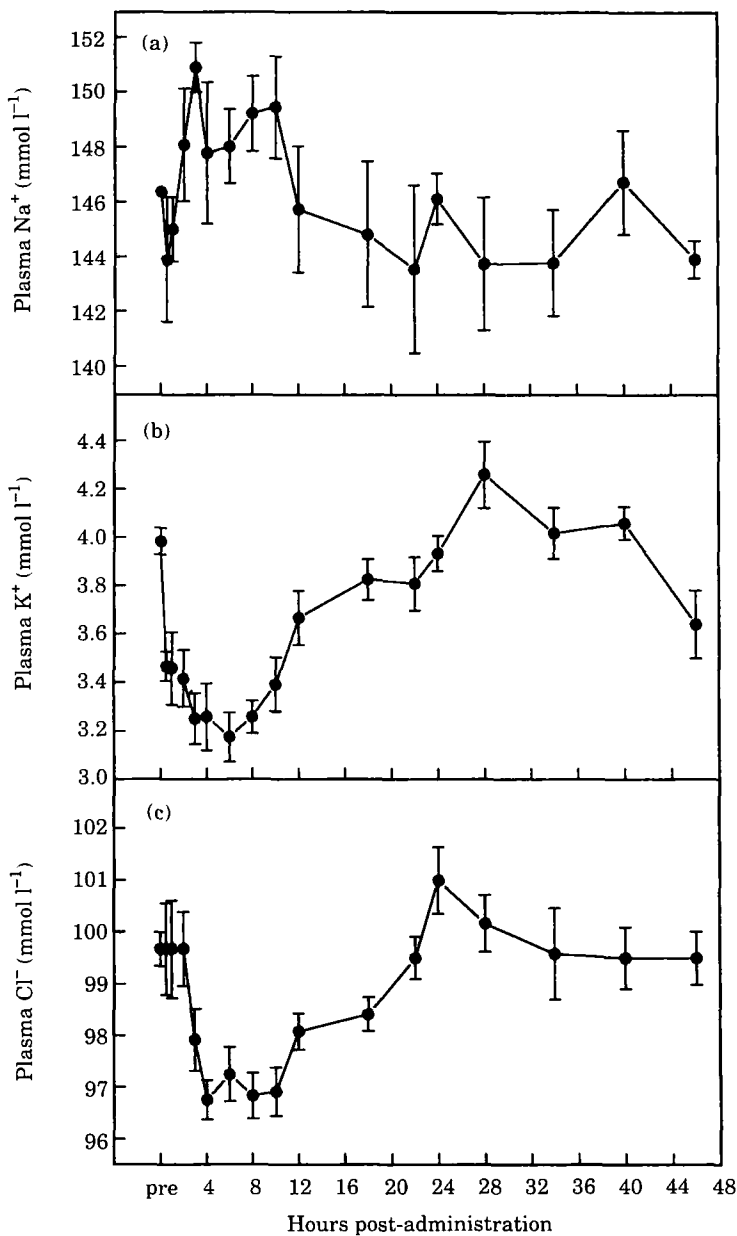 (a)
152
150
148
146
144
142
140
Plasma Na⁺ (mmol l⁻¹)
(b)
4.4
4.2
4.0
3.8
3.6
3.4
3.2
3.0
Plasma K⁺ (mmol l⁻¹)
(c)
102
101
100
99
98
97
96
Plasma Cl⁻ (mmol l⁻¹)
pre 4 8 12 16 20 24 28 32 36 40 44 48
Hours post-administration